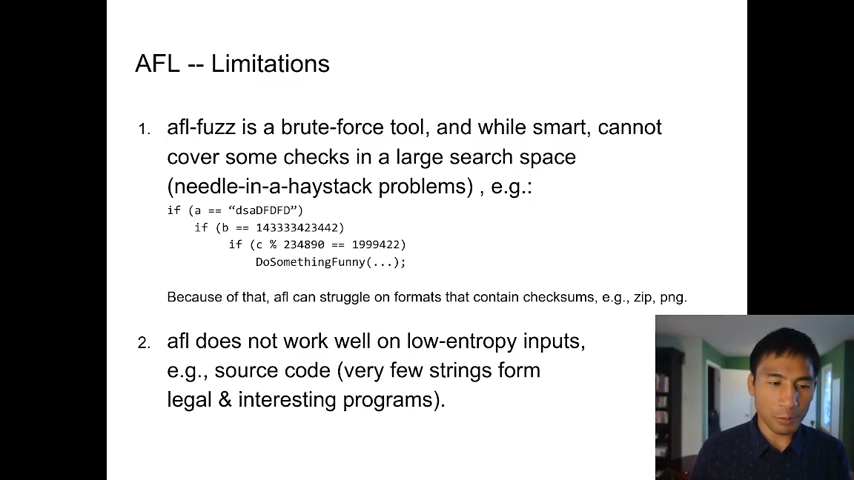 AFL -- Limitations
1. afl-fuzz is a brute-force tool, and while smart, cannot
cover some checks in a large search space
(needle-in-a-haystack problems) , e.g.:
if (a == “dsaDFDFD”)
if (b == 143333423442)
if (c % 234890 == 1999422)
DoSomethingFunny(...);
Because of that, afl can struggle on formats that contain checksums, e.g., zip, png.
2. afl does not work well on low-entropy inputs,
e.g., source code (very few strings form
legal & interesting programs).